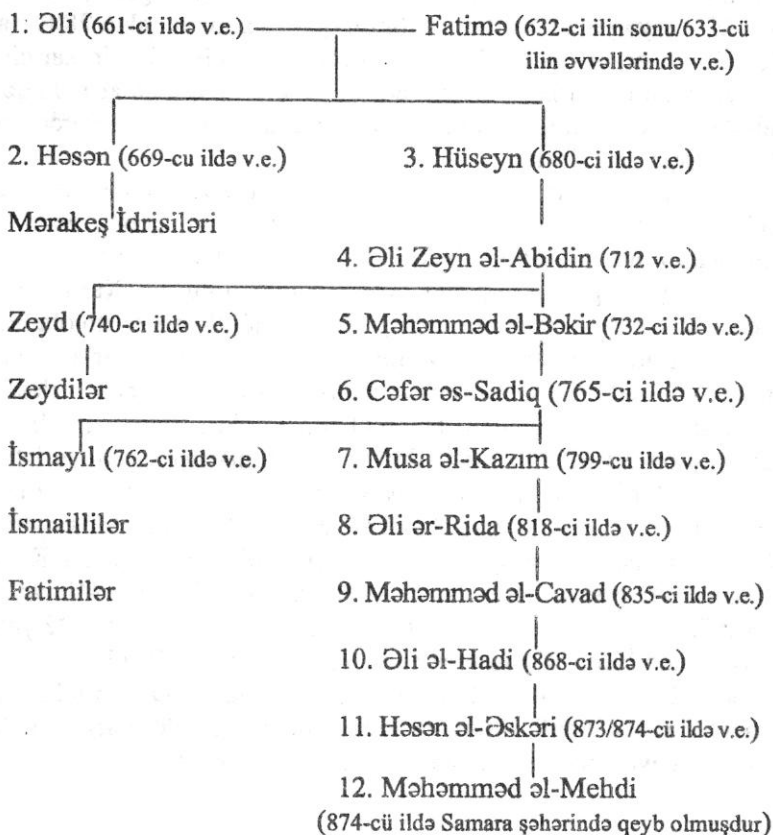 1. Əli (661-ci ildə v.e.) Fatimə (632-ci ilin sonu/633-cü
ilin əvvəllərində v.e.)
2. Həsən (669-cu ildə v.e.) 3. Hüseyn (680-ci ildə v.e.)
Mərakeş İdrisiləri
4. Əli Zeyn əl-Abidin (712 v.e.)
Zeyd (740-cı ildə v.e.) 5. Məhəmməd əl-Bəkir (732-ci ildə v.e.)
Zeydilər 6. Cəfər əs-Sadiq (765-ci ildə v.e.)
İsmayıl (762-ci ildə v.e.) 7. Musa əl-Kazım (799-cu ildə v.e.)
İsmaillilər 8. Əli ər-Rida (818-ci ildə v.e.)
Fatimilər 9. Məhəmməd əl-Cavad (835-ci ildə v.e.)
10. Əli əl-Hadi (868-ci ildə v.e.)
11. Həsən əl-Əskəri (873/874-cü ildə v.e.)
12. Məhəmməd əl-Mehdi
(874-cü ildə Samara şəhərində qeyb olmuşdur)